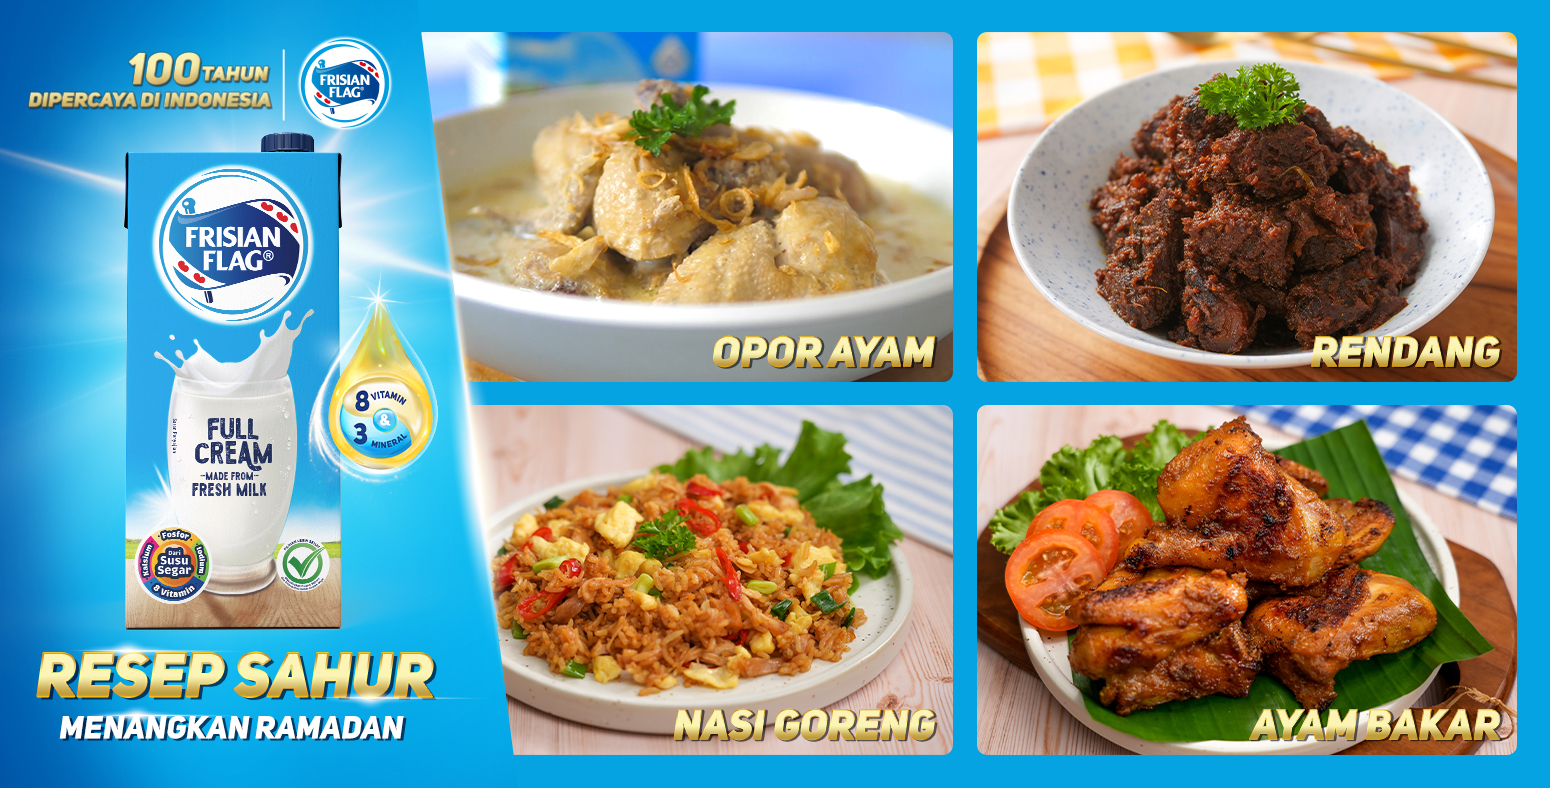 100 TAHUN
DIPERCAYA DI INDONESIA
FRISIAN
FLAG®
FRISIAN
FLAG®
8 VITAMIN
&
3 MINERAL
FULL
CREAM
MADE FROM
FRESH MILK
Fosfor
Kalsium
Iodium
Dari
Susu
Segar
8 Vitamin
RESEP SAHUR
MENANGKAN RAMADAN
OPOR AYAM
RENDANG
NASI GORENG
AYAM BAKAR